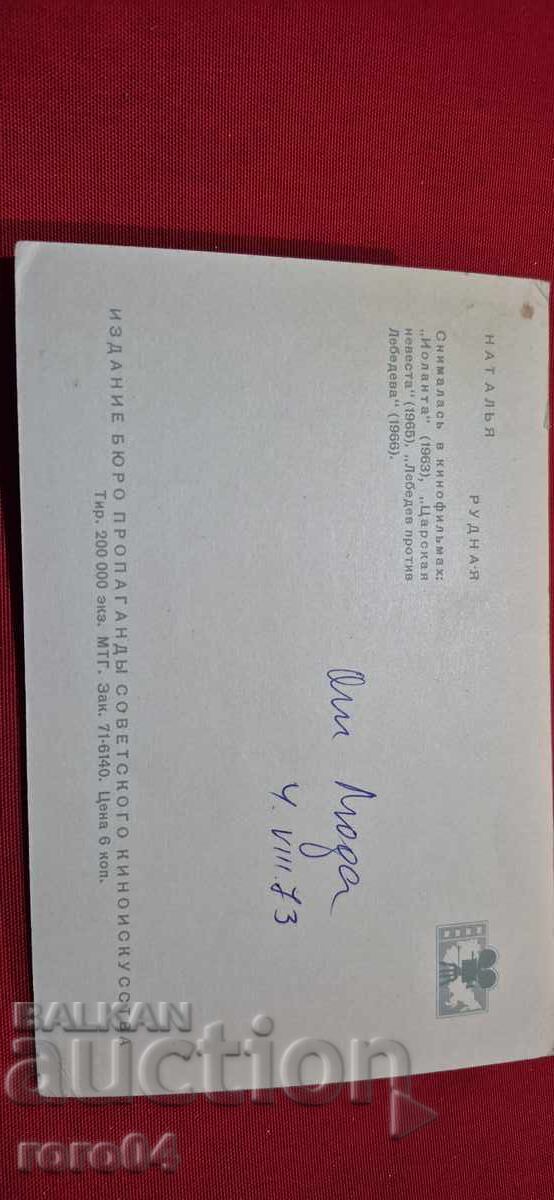 НАТАЛЬЯ РУДНАЯ
Снималась в кинофильмах:
„Иоланта“ (1963), „Царская
невеста“ (1965), „Лебедев против
Лебедева“ (1966).
От Люда
4. VIII. 73
ИЗДАНИЕ БЮРО ПРОПАГАНДЫ СОВЕТСКОГО КИНОИСКУССТВА
Тир. 200 000 экз. МТГ. Зак. 71-6140. Цена 6 коп.
BALKAN
auction
roro04